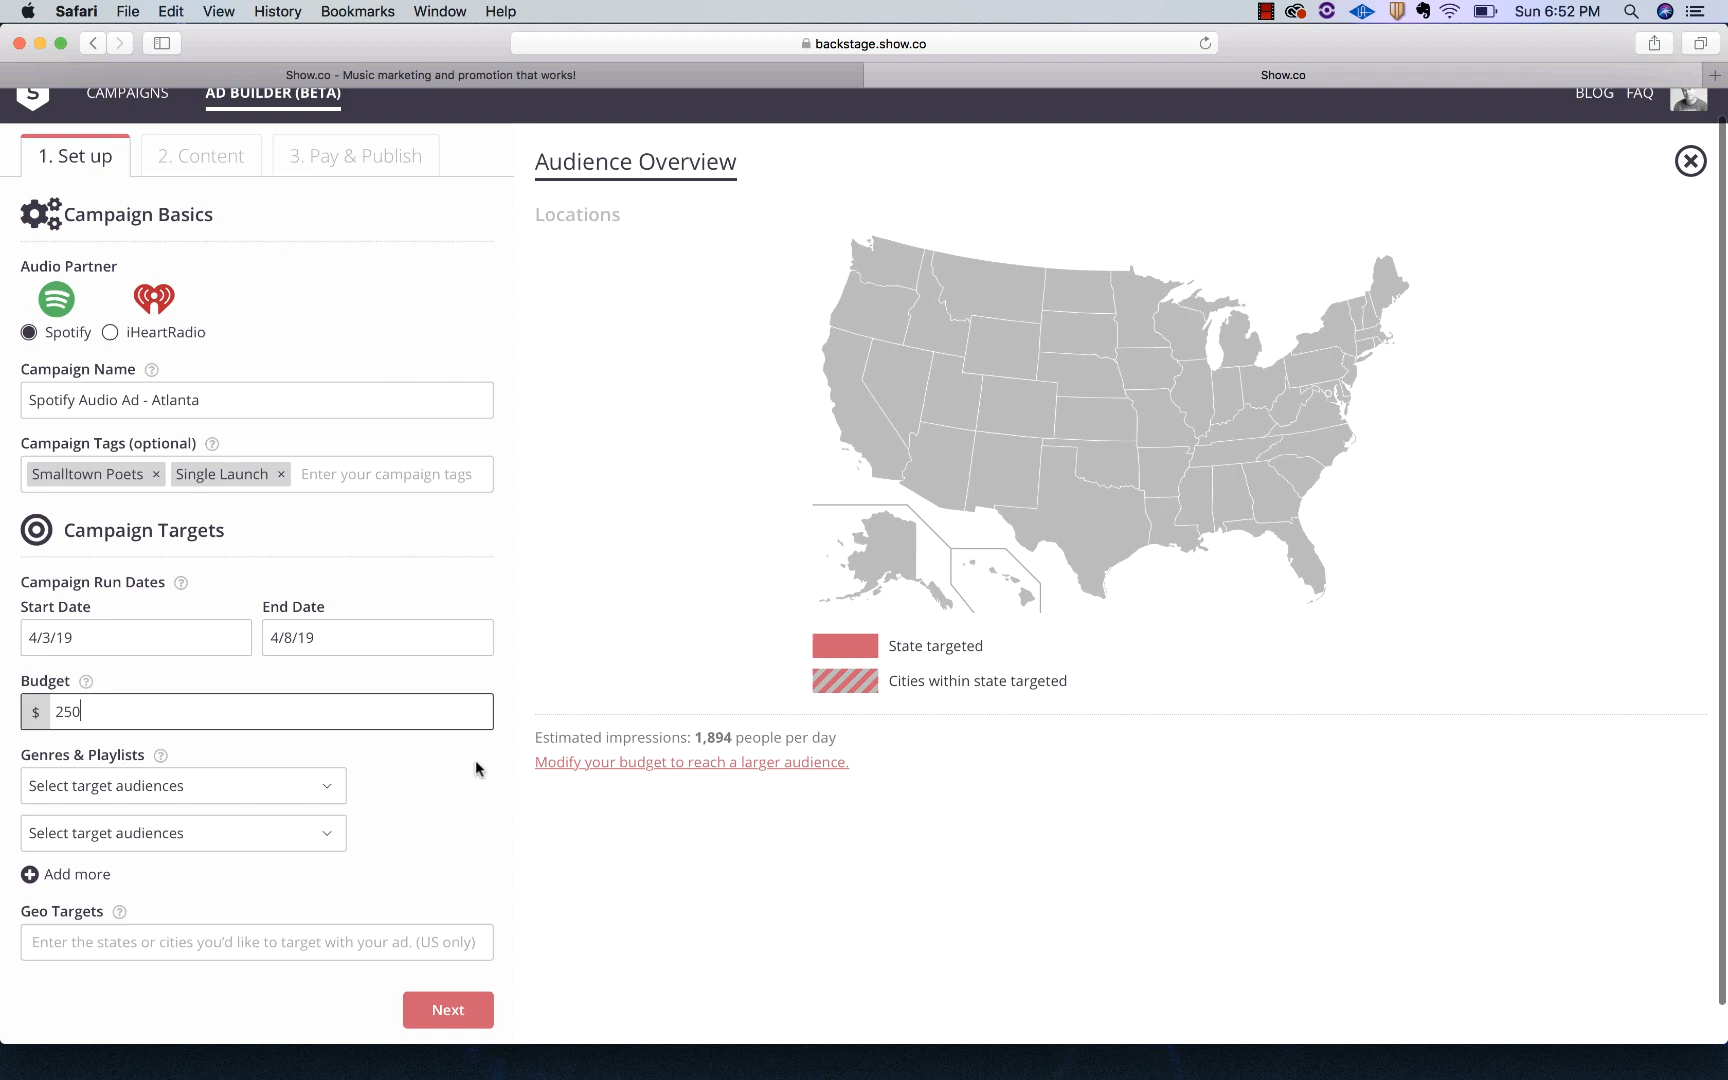 Safari File Edit View History Bookmarks Window Help Sun 6:52 PM
backstage.show.co
Show.co - Music marketing and promotion that works! Show.co
S CAMPAIGNS AD BUILDER (BETA) BLOG FAQ
1. Set up 2. Content 3. Pay & Publish
Audience Overview
Campaign Basics
Locations
Audio Partner
Spotify iHeartRadio
Campaign Name ?
Spotify Audio Ad - Atlanta
Campaign Tags (optional) ?
Smalltown Poets × Single Launch × Enter your campaign tags
Campaign Targets
Campaign Run Dates ?
Start Date End Date
4/3/19 4/8/19
State targeted
Budget ?
Cities within state targeted
$ 250
Estimated impressions: 1,894 people per day
Genres & Playlists ?
Modify your budget to reach a larger audience.
Select target audiences
Select target audiences
Add more
Geo Targets ?
Enter the states or cities you'd like to target with your ad. (US only)
Next